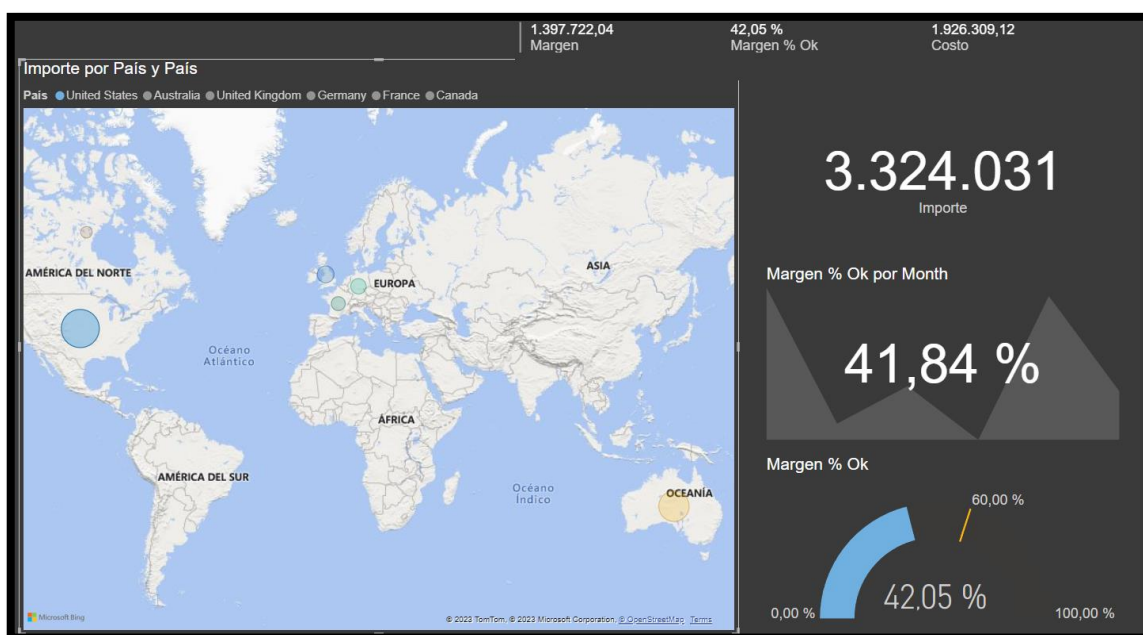 1.397.722,04 42,05 % 1.926.309,12
Margen Margen % Ok Costo
Importe por País y País
País United States Australia United Kingdom Germany France Canada
AMÉRICA DEL NORTE
EUROPA
ASIA
Océano
Atlántico
ÁFRICA
AMÉRICA DEL SUR
Océano
Índico
OCEANÍA
Microsoft Bing
© 2023 TomTom, © 2023 Microsoft Corporation, © OpenStreetMap Terms
3.324.031
Importe
Margen % Ok por Month
41,84 %
Margen % Ok
60,00 %
42,05 %
0,00 % 100,00 %